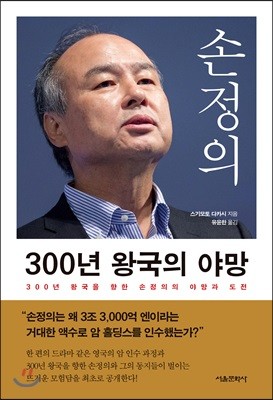 손정의
스기모토 다카시 지음
유윤한 옮김
300년 왕국의 야망
300년 왕국을 향한 손정의의 야망과 도전
"손정의는 왜 3조 3,000억 엔이라는
거대한 액수로 암 홀딩스를 인수했는가?"
한 편의 드라마 같은 영국의 암 인수 과정과
300년 왕국을 향한 손정의와 그의 동지들이 벌이는
뜨거운 모험담을 최초로 공개한다!
서울문화사
YES24